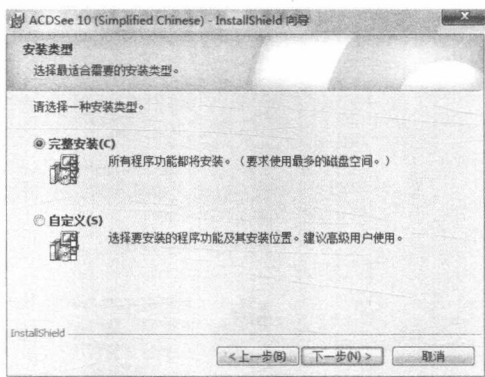 ACDSee 10 (Simplified Chinese) - InstallShield 向导
安装类型
选择最适合需要的安装类型。
请选择一种安装类型。
完整安装(C)
所有程序功能都将安装。（要求使用最多的磁盘空间。）
自定义(S)
选择要安装的程序功能及其安装位置。建议高级用户使用。
InstallShield
<上一步(B) 下一步(N) > 取消